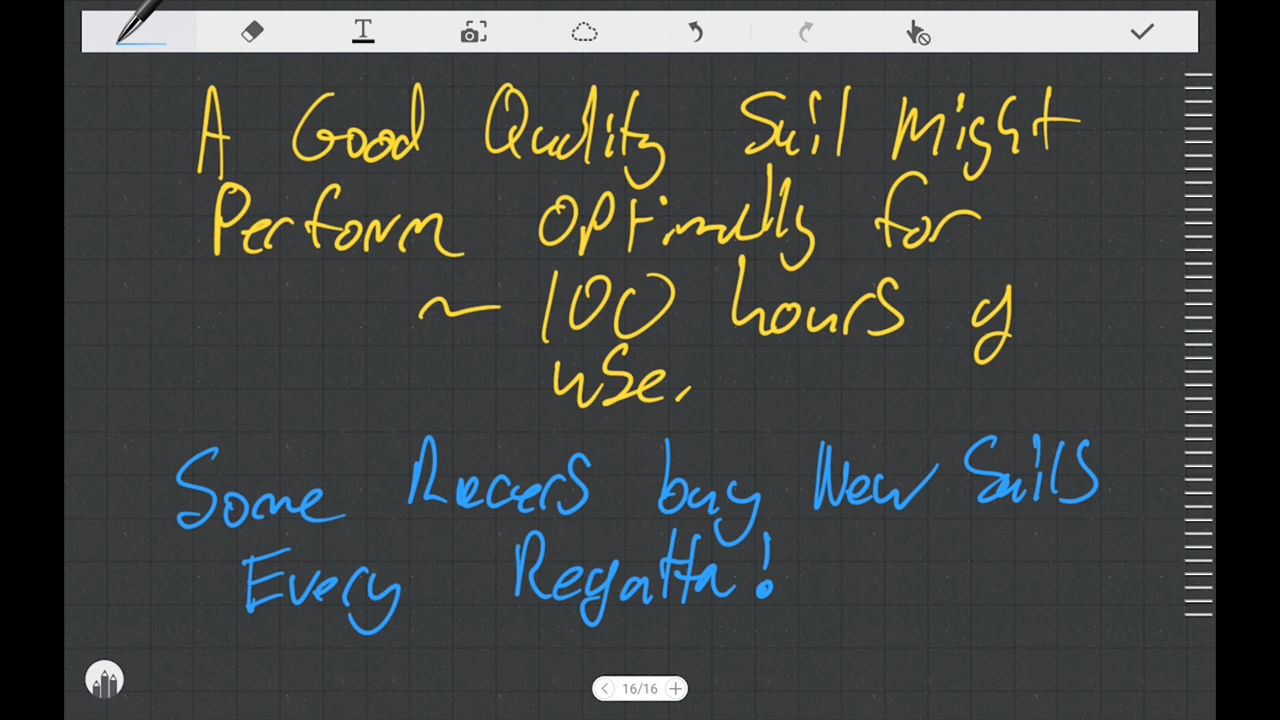 T
A Good Quality Sail Might
Perform Optimally for
~ 100 hours of
use.
Some Racers buy New Sails
Every Regatta!
16/16